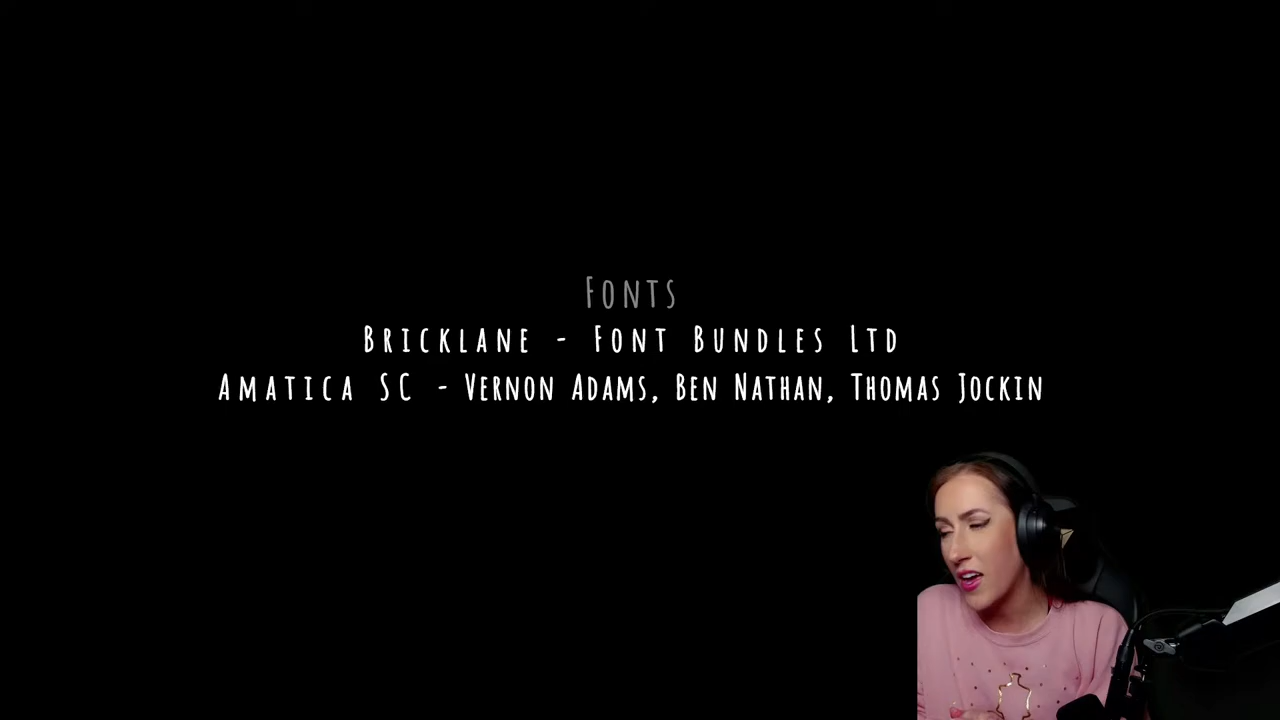 Fonts
Bricklane - Font Bundles Ltd
Amatica SC - Vernon Adams, Ben Nathan, Thomas Jockin